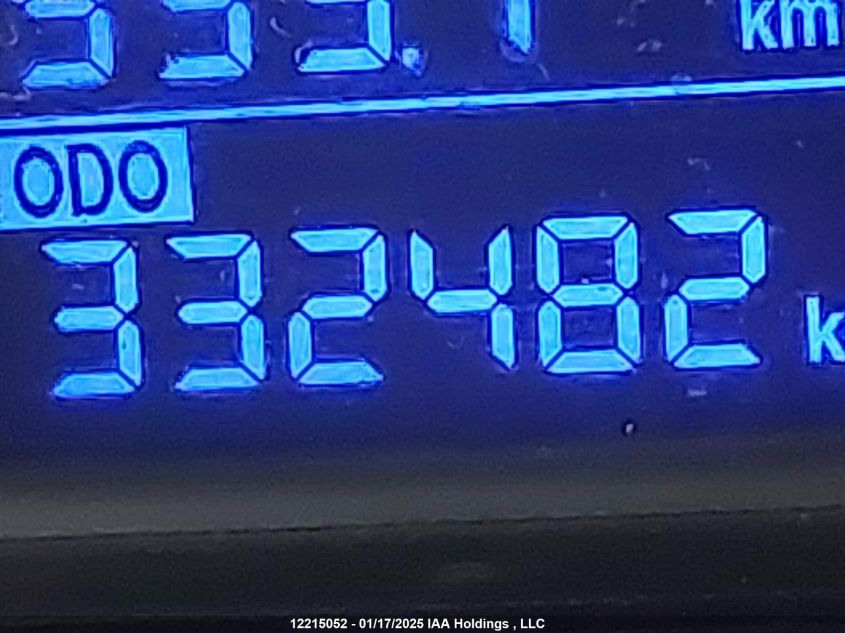 km
ODO
332482 k
12215052 - 01/17/2025 IAA Holdings , LLC